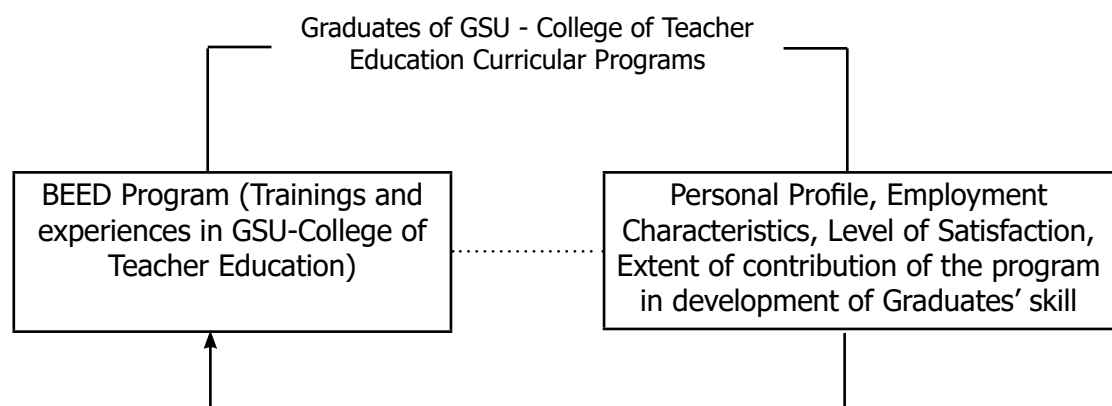 Graduates of GSU - College of Teacher
Education Curricular Programs
BEED Program (Trainings and
experiences in GSU-College of
Teacher Education)
Personal Profile, Employment
Characteristics, Level of Satisfaction,
Extent of contribution of the program
in development of Graduates’ skill